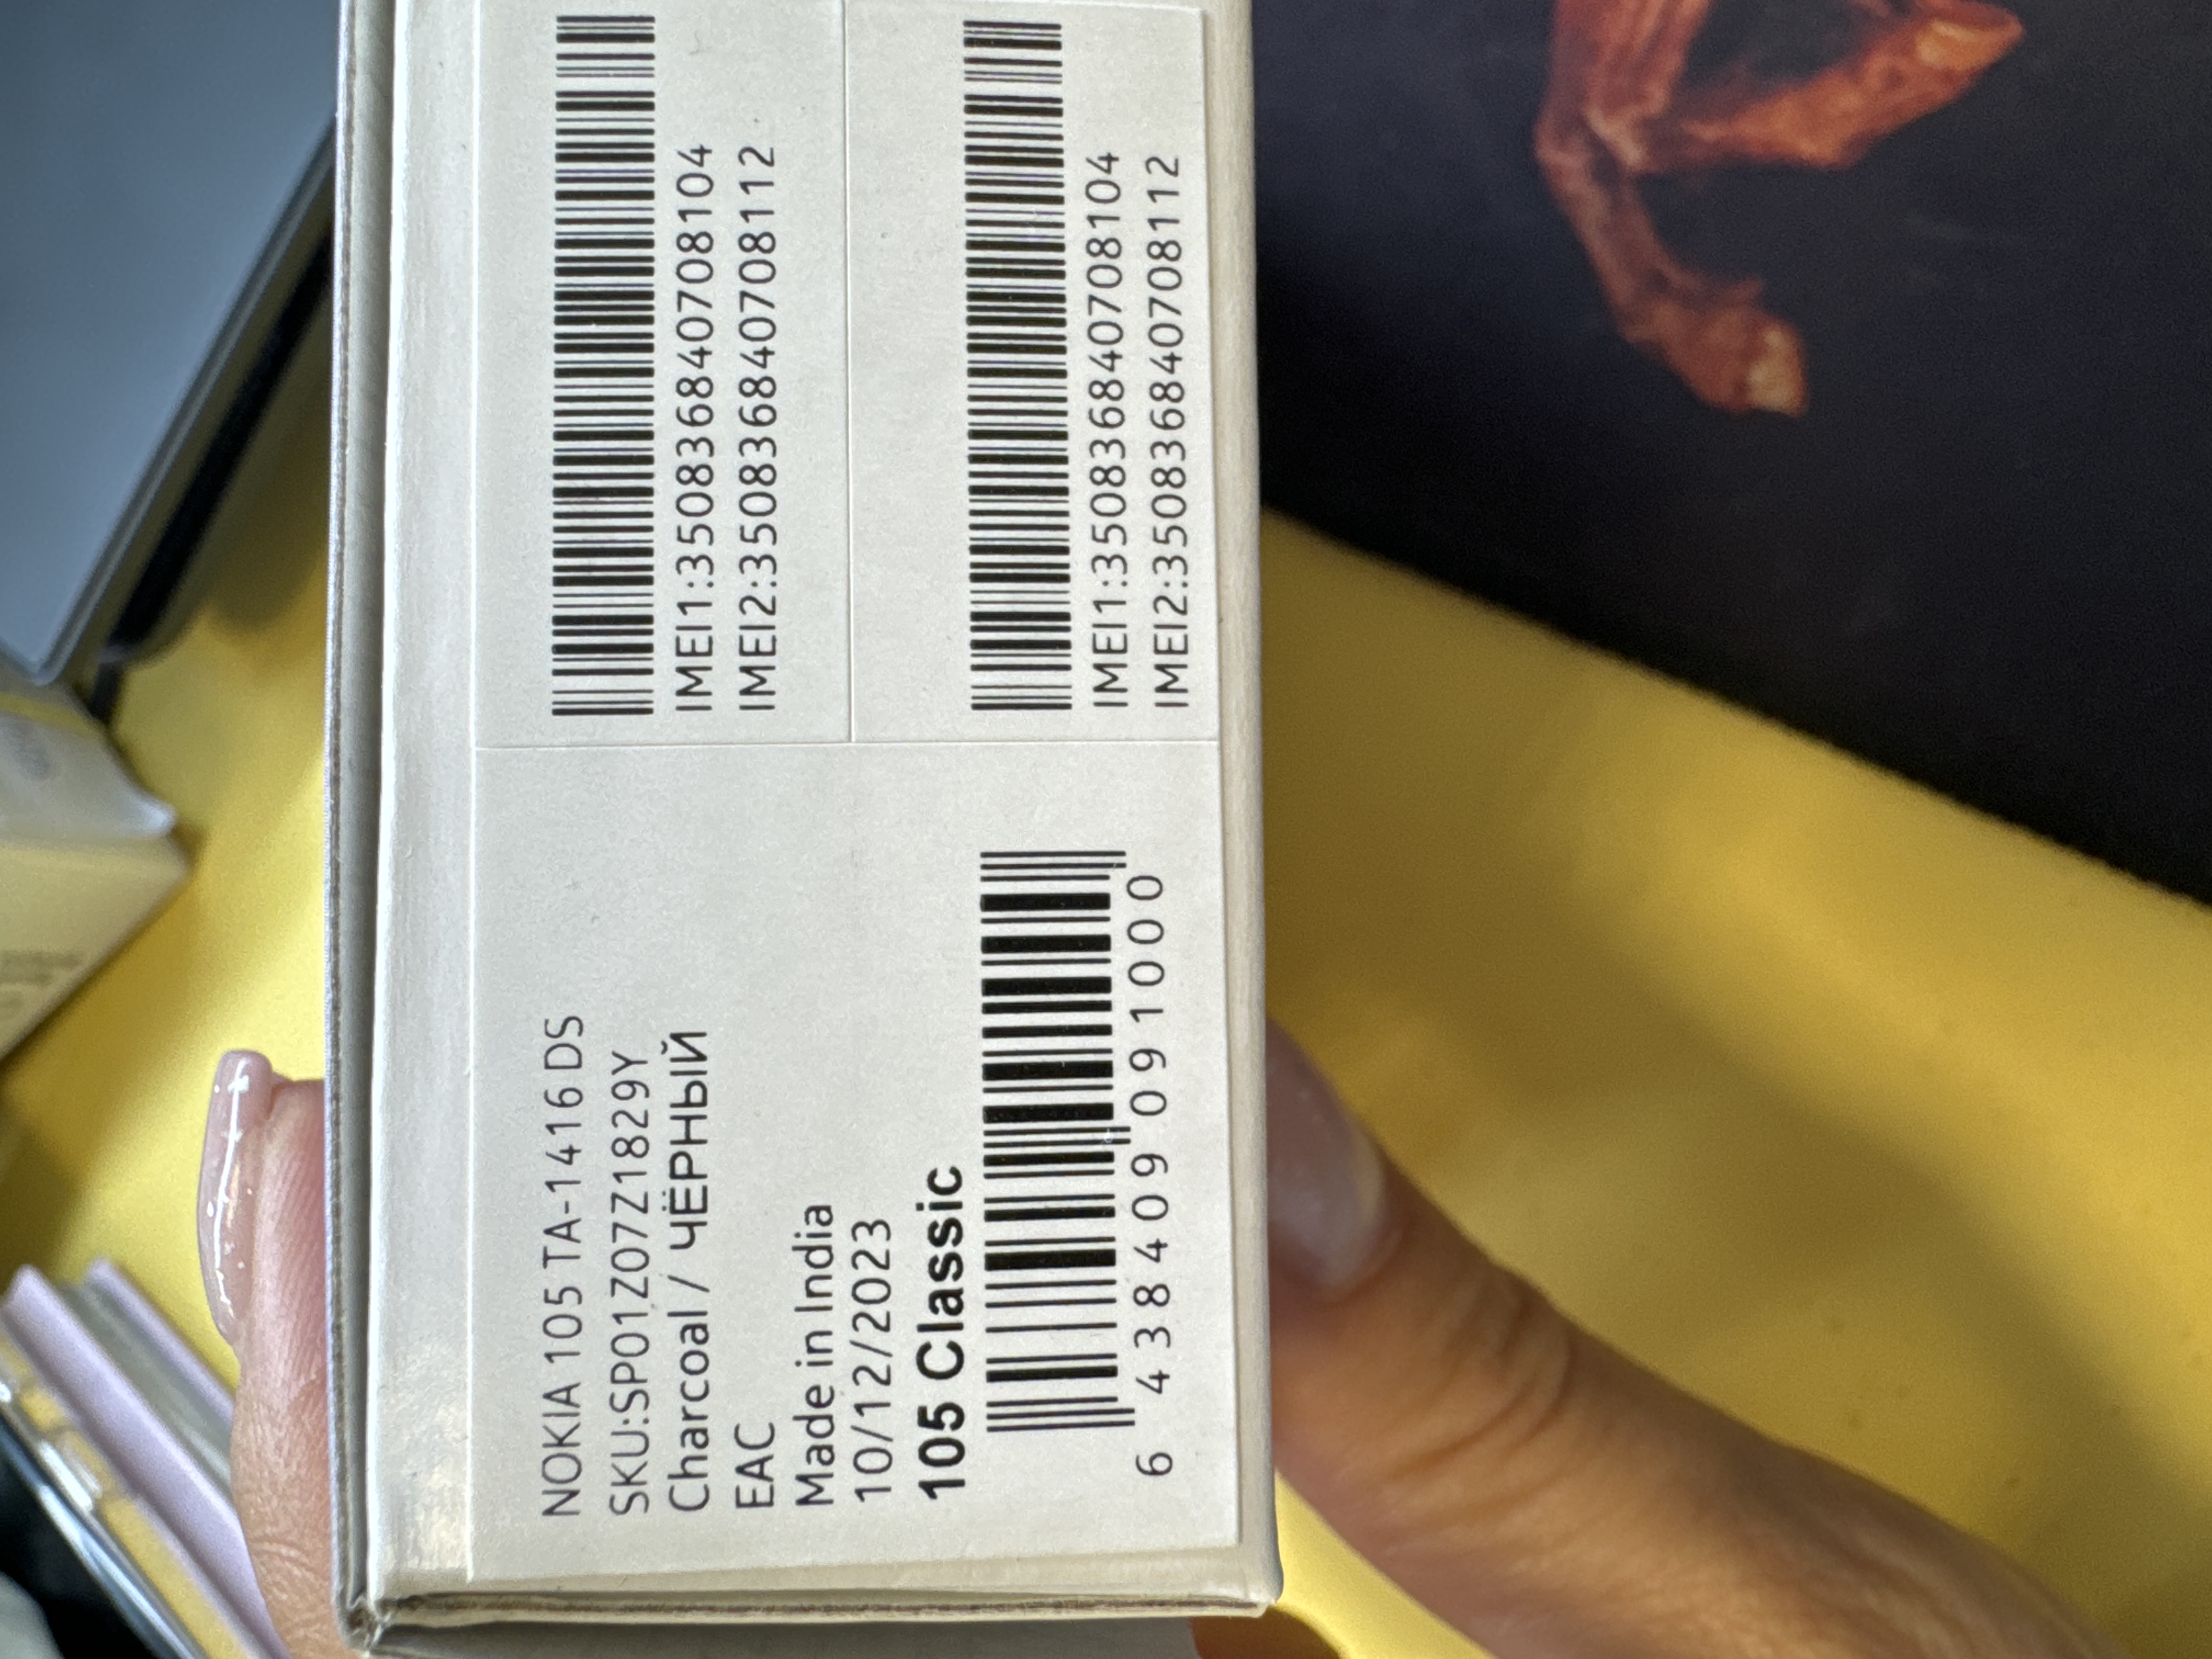 NOKIA 105 TA-1416 DS
SKU:SP01Z07Z1829Y
Charcoal / ЧЁРНЫЙ
EAC
Made in India
10/12/2023
105 Classic
6 438409 091000
IMEI1:350836840708104
IMEI2:350836840708112
IMEI1:350836840708104
IMEI2:350836840708112